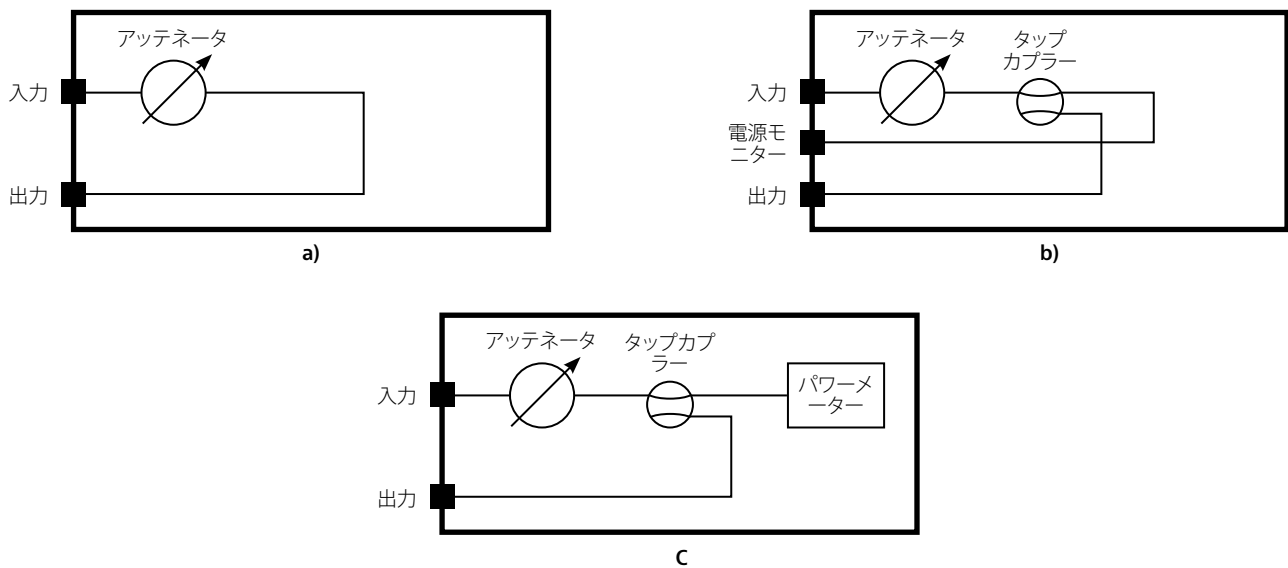 アッテネータ
入力
出力
a)
アッテネータ
タップ
カプラー
入力
電源モ
ニター
出力
b)
アッテネータ
タップカプ
ラー
入力
パワーメ
ーター
出力
C